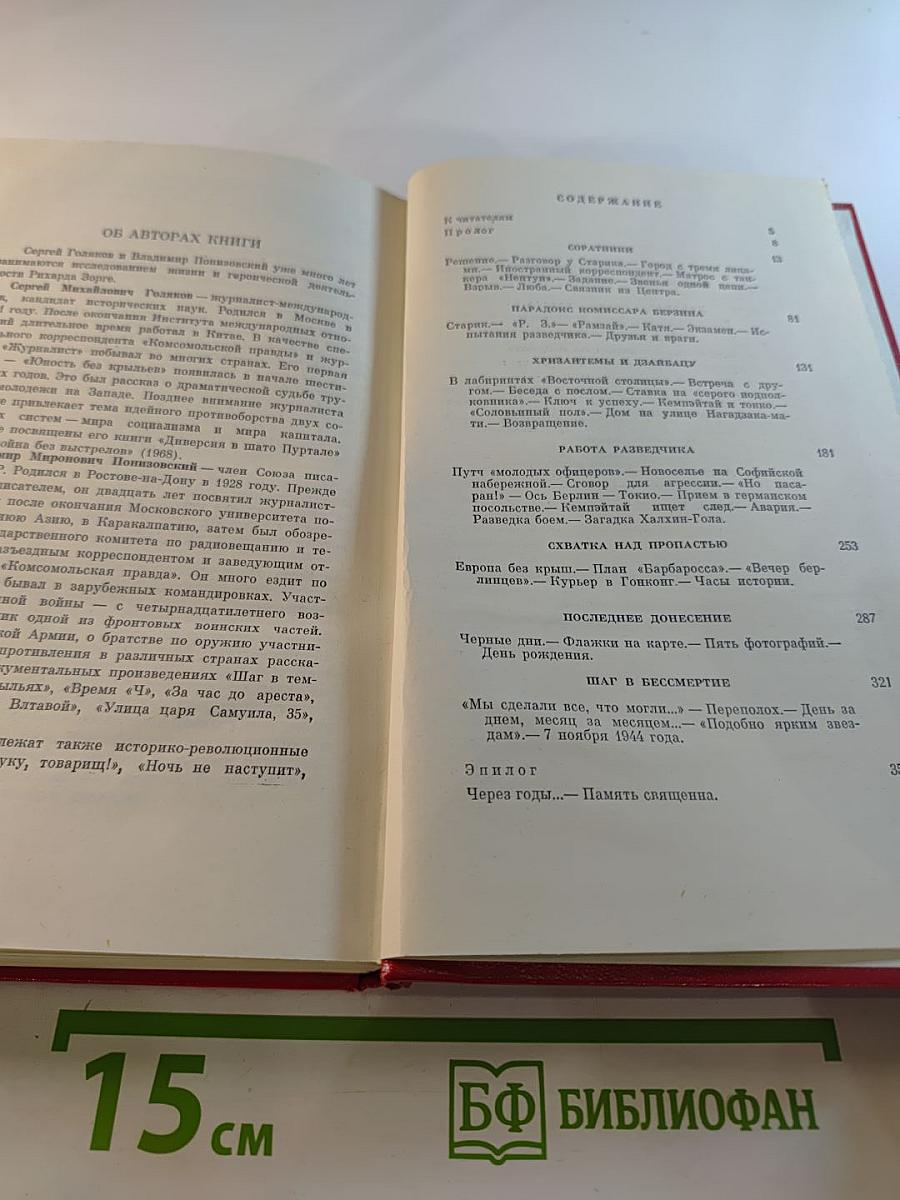 ОБ АВТОРАХ КНИГИ
Сергей Голяков и Владимир Понизовский уже много лет
занимаются исследованием жизни и героической деятель-
ности Рихарда Зорге.
Сергей Михайлович Голяков — журналист-международ-
кандидат исторических наук. Родился в Москве в
году. После окончания Института международных отно-
длительное время работал в Китае. В качестве спе-
корреспондента «Комсомольской правды» и жур-
«Журналист» побывал во многих странах. Его первая
— «Юность без крыльев» появилась в начале шести-
годов. Это был рассказ о драматической судьбе тру-
молодежи на Западе. Позднее внимание журналиста
привлекает тема идейного противоборства двух со-
систем — мира социализма и мира капитала.
посвящены его книги «Диверсия в шато Пуртале»
без выстрелов» (1968).
Миронович Понизовский — член Союза писа-
Родился в Ростове-на-Дону в 1928 году. Прежде
писателем, он двадцать лет посвятил журналист-
после окончания Московского университета по-
Азию, в Каракалпакию, затем был обозре-
комитета по радиовещанию и те-
разъездным корреспондентом и заведующим от-
«Комсомольская правда». Он много ездит по
бывал в зарубежных командировках. Участ-
войны — с четырнадцатилетнего воз-
одной из фронтовых воинских частей.
Армии, о братстве по оружию участни-
противления в различных странах расска-
документальных произведениях «Шаг в тем-
«Время «Ч», «За час до ареста»,
Влтавой», «Улица царя Самуила, 35»,
лежат также историко-революционные
руку, товарищ!», «Ночь не наступит»,
СОДЕРЖАНИЕ
К читателям 5
Пролог 8
СОРАТНИКИ 13
Решение.— Разговор у Старика.— Город с тремя лица-
ми.— Иностранный корреспондент.— Матрос с тан-
кера «Нептун».— Задание.— Звенья одной цепи.—
Взрыв.— Люба.— Связник из Центра.
ПАРАДОКС КОМИССАРА БЕРЗИНА 81
Старик.— «Р. З.»— «Рамзай».— Катя.— Экзамен.— Ис-
пытания разведчика.— Друзья и враги.
ХРИЗАНТЕМЫ И ДЗАЙБАЦУ 131
В лабиринтах «Восточной столицы».— Встреча с дру-
гом.— Беседа с послом.— Ставка на «серого подпол-
ковника».— Ключ к успеху.— Кемпэйтай и токко.—
«Соловьиный пол».— Дом на улице Нагадзака-ма-
ти.— Возвращение.
РАБОТА РАЗВЕДЧИКА 181
Путч «молодых офицеров».— Новоселье на Софийской
набережной.— Сговор для агрессии.— «Но паса-
ран!» — Ось Берлин — Токио.— Прием в германском
посольстве.— Кемпэйтай ищет след.— Авария.—
Разведка боем.— Загадка Халхин-Гола.
СХВАТКА НАД ПРОПАСТЬЮ 253
Европа без крыш.— План «Барбаросса».— «Вечер бер-
линцев».— Курьер в Гонконг.— Часы истории.
ПОСЛЕДНЕЕ ДОНЕСЕНИЕ 287
Черные дни.— Флажки на карте.— Пять фотографий.—
День рождения.
ШАГ В БЕССМЕРТИЕ 321
«Мы сделали все, что могли...» — Переполох.— День за
днем, месяц за месяцем...— «Подобно ярким звез-
дам».— 7 ноября 1944 года.
Эпилог
Через годы...— Память священна.
15 см
БФ БИБЛИОФАН